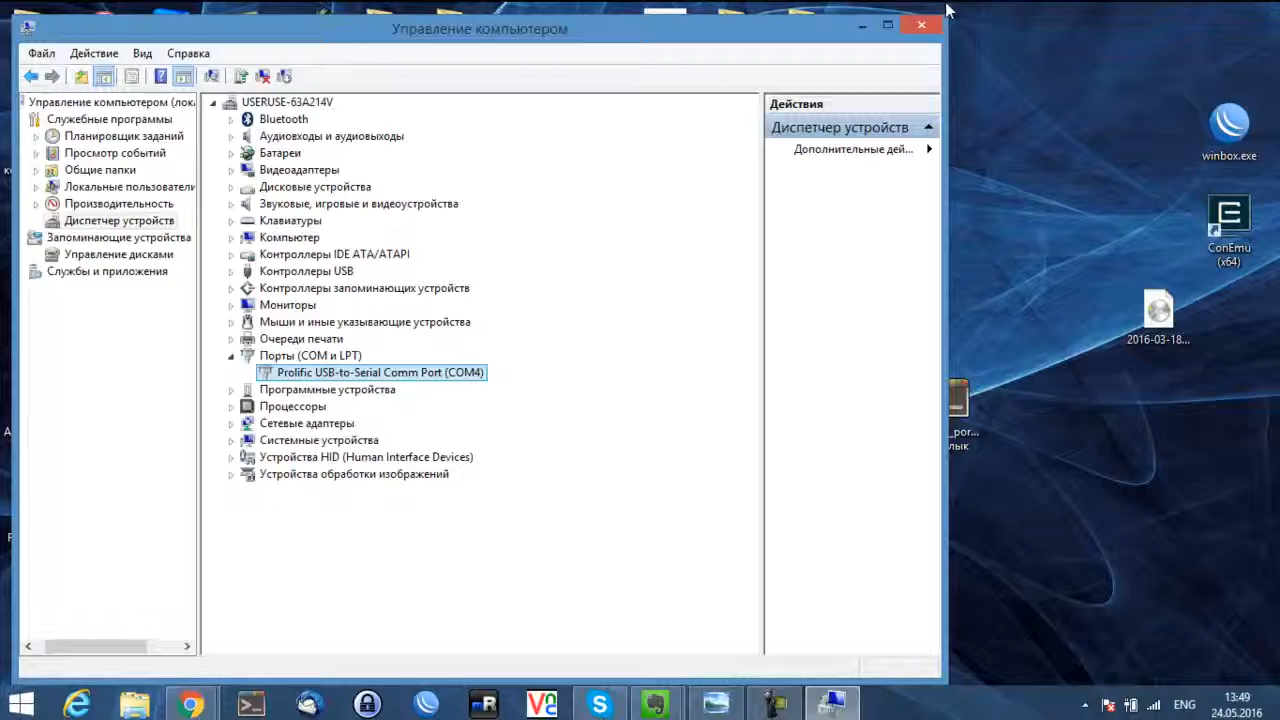 Управление компьютером
Файл Действие Вид Справка
Управление компьютером (лока
Служебные программы
Планировщик заданий
Просмотр событий
Общие папки
Локальные пользователи
Производительность
Диспетчер устройств
Запоминающие устройства
Управление дисками
Службы и приложения
USERUSE-63A214V
Bluetooth
Аудиовходы и аудиовыходы
Батареи
Видеоадаптеры
Дисковые устройства
Звуковые, игровые и видеоустройства
Клавиатуры
Компьютер
Контроллеры IDE ATA/ATAPI
Контроллеры USB
Контроллеры запоминающих устройств
Мониторы
Мыши и иные указывающие устройства
Очереди печати
Порты (COM и LPT)
Prolific USB-to-Serial Comm Port (COM4)
Программные устройства
Процессоры
Сетевые адаптеры
Системные устройства
Устройства HID (Human Interface Devices)
Устройства обработки изображений
Действия
Диспетчер устройств
Дополнительные дей...
winbox.exe
ConEmu
(x64)
2016-03-18...
_por...
лык
ENG
13:49
24.05.2016